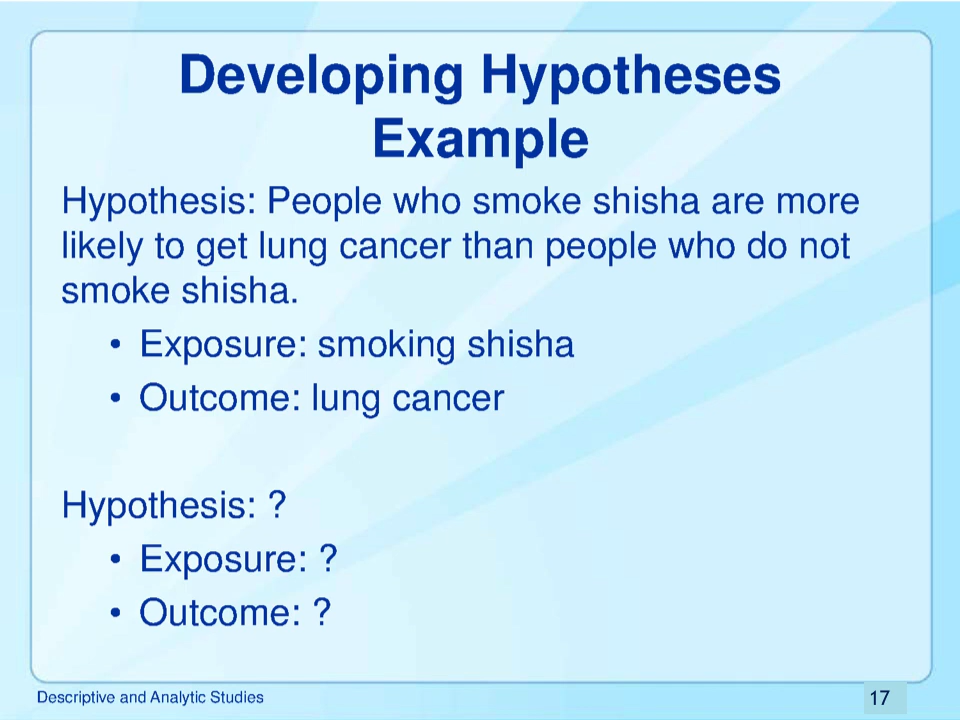 Developing Hypotheses
Example
Hypothesis: People who smoke shisha are more
likely to get lung cancer than people who do not
smoke shisha.
• Exposure: smoking shisha
• Outcome: lung cancer
Hypothesis: ?
• Exposure: ?
• Outcome: ?
Descriptive and Analytic Studies
17